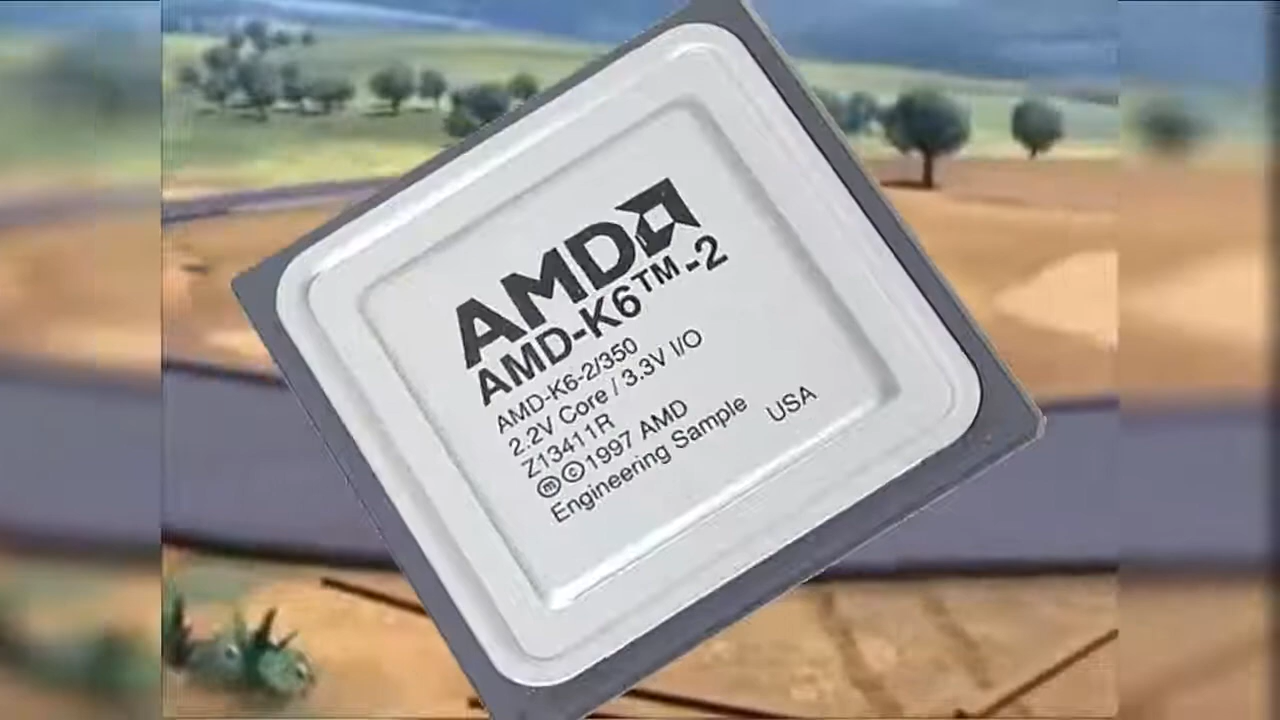 AMD
AMD-K6™-2
AMD-K6-2/350
2.2V Core / 3.3V I/O
Z13411R
ⓜ©1997 AMD
Engineering Sample USA